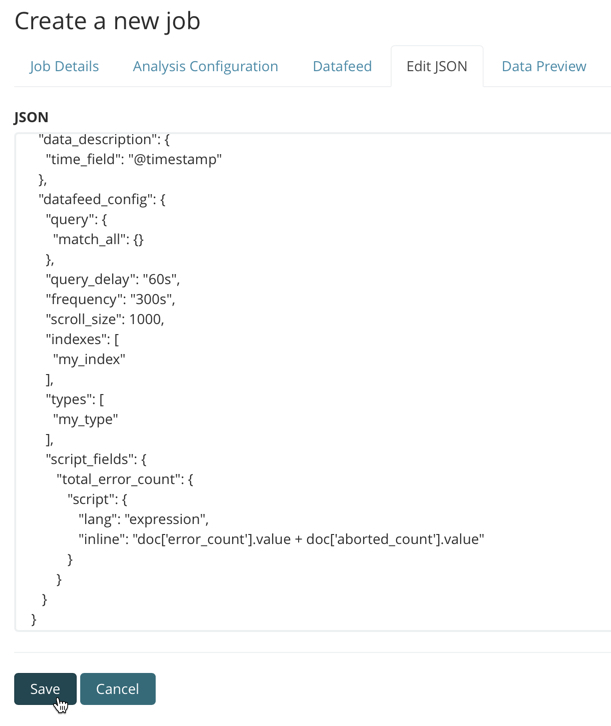 Create a new job
Job Details Analysis Configuration Datafeed Edit JSON Data Preview
JSON
"data_description": {
"time_field": "@timestamp"
},
"datafeed_config": {
"query": {
"match_all": {}
},
"query_delay": "60s",
"frequency": "300s",
"scroll_size": 1000,
"indexes": [
"my_index"
],
"types": [
"my_type"
],
"script_fields": {
"total_error_count": {
"script": {
"lang": "expression",
"inline": "doc['error_count'].value + doc['aborted_count'].value"
}
}
}
}
Save Cancel